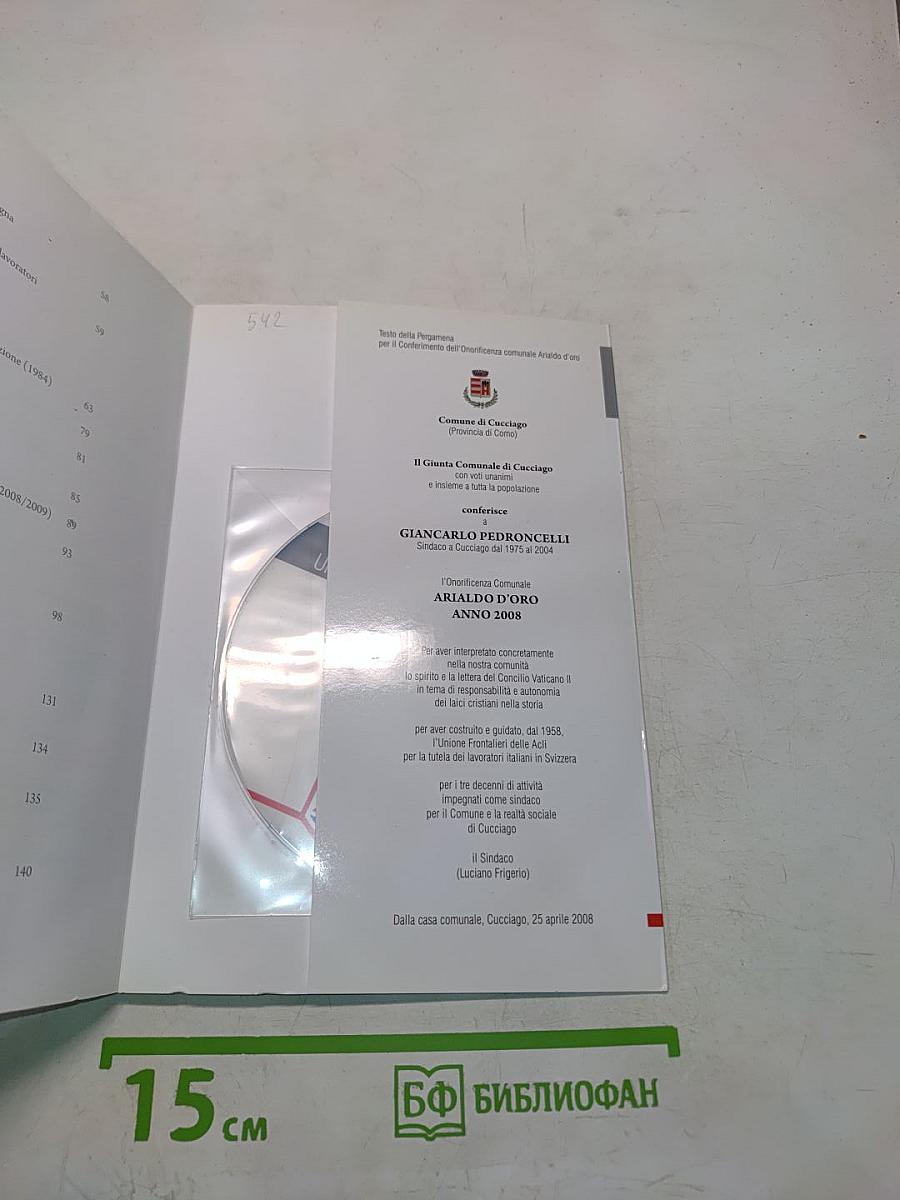 gna
lavoratori
58
59
zione (1984)
63
79
81
85
2008/2009)
89
93
98
131
134
135
140
542
Testo della Pergamena
per il Conferimento dell'Onorificenza comunale Arialdo d'oro
Comune di Cucciago
(Provincia di Como)
Il Giunta Comunale di Cucciago
con voti unanimi
e insieme a tutta la popolazione
conferisce
a
GIANCARLO PEDRONCELLI
Sindaco a Cucciago dal 1975 al 2004
l'Onorificenza Comunale
ARIALDO D'ORO
ANNO 2008
Per aver interpretato concretamente
nella nostra comunità
lo spirito e la lettera del Concilio Vaticano II
in tema di responsabilità e autonomia
dei laici cristiani nella storia
per aver costruito e guidato, dal 1958,
l'Unione Frontalieri delle Acli
per la tutela dei lavoratori italiani in Svizzera
per i tre decenni di attività
impegnati come sindaco
per il Comune e la realtà sociale
di Cucciago
il Sindaco
(Luciano Frigerio)
Dalla casa comunale, Cucciago, 25 aprile 2008
15 см
БФ БИБЛИОФАН